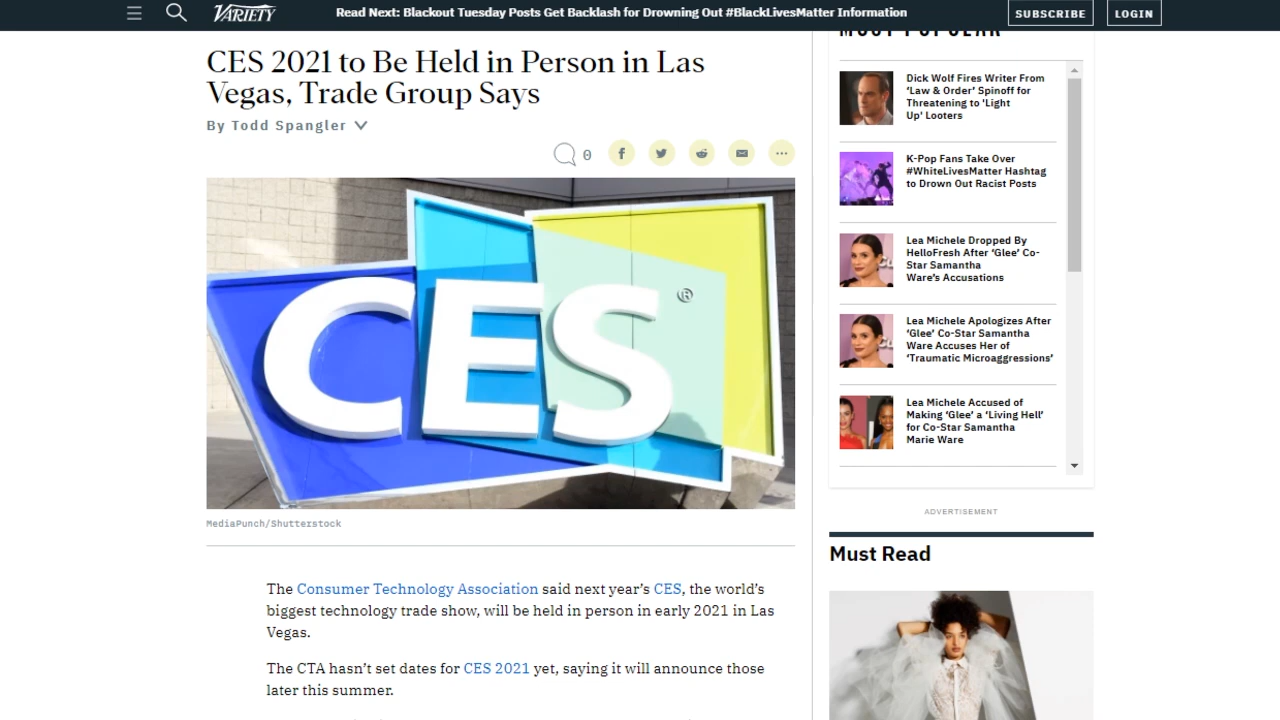 VARIETY
Read Next: Blackout Tuesday Posts Get Backlash for Drowning Out #BlackLivesMatter Information
SUBSCRIBE
LOGIN
CES 2021 to Be Held in Person in Las
Vegas, Trade Group Says
By Todd Spangler
0
CES®
MediaPunch/Shutterstock
The Consumer Technology Association said next year's CES, the world's
biggest technology trade show, will be held in person in early 2021 in Las
Vegas.
The CTA hasn't set dates for CES 2021 yet, saying it will announce those
later this summer.
MOST POPULAR
Dick Wolf Fires Writer From
'Law & Order' Spinoff for
Threatening to 'Light
Up' Looters
K-Pop Fans Take Over
#WhiteLivesMatter Hashtag
to Drown Out Racist Posts
Lea Michele Dropped By
HelloFresh After 'Glee' Co-
Star Samantha
Ware's Accusations
Lea Michele Apologizes After
'Glee' Co-Star Samantha
Ware Accuses Her of
'Traumatic Microaggressions'
Lea Michele Accused of
Making 'Glee' a 'Living Hell'
for Co-Star Samantha
Marie Ware
ADVERTISEMENT
Must Read